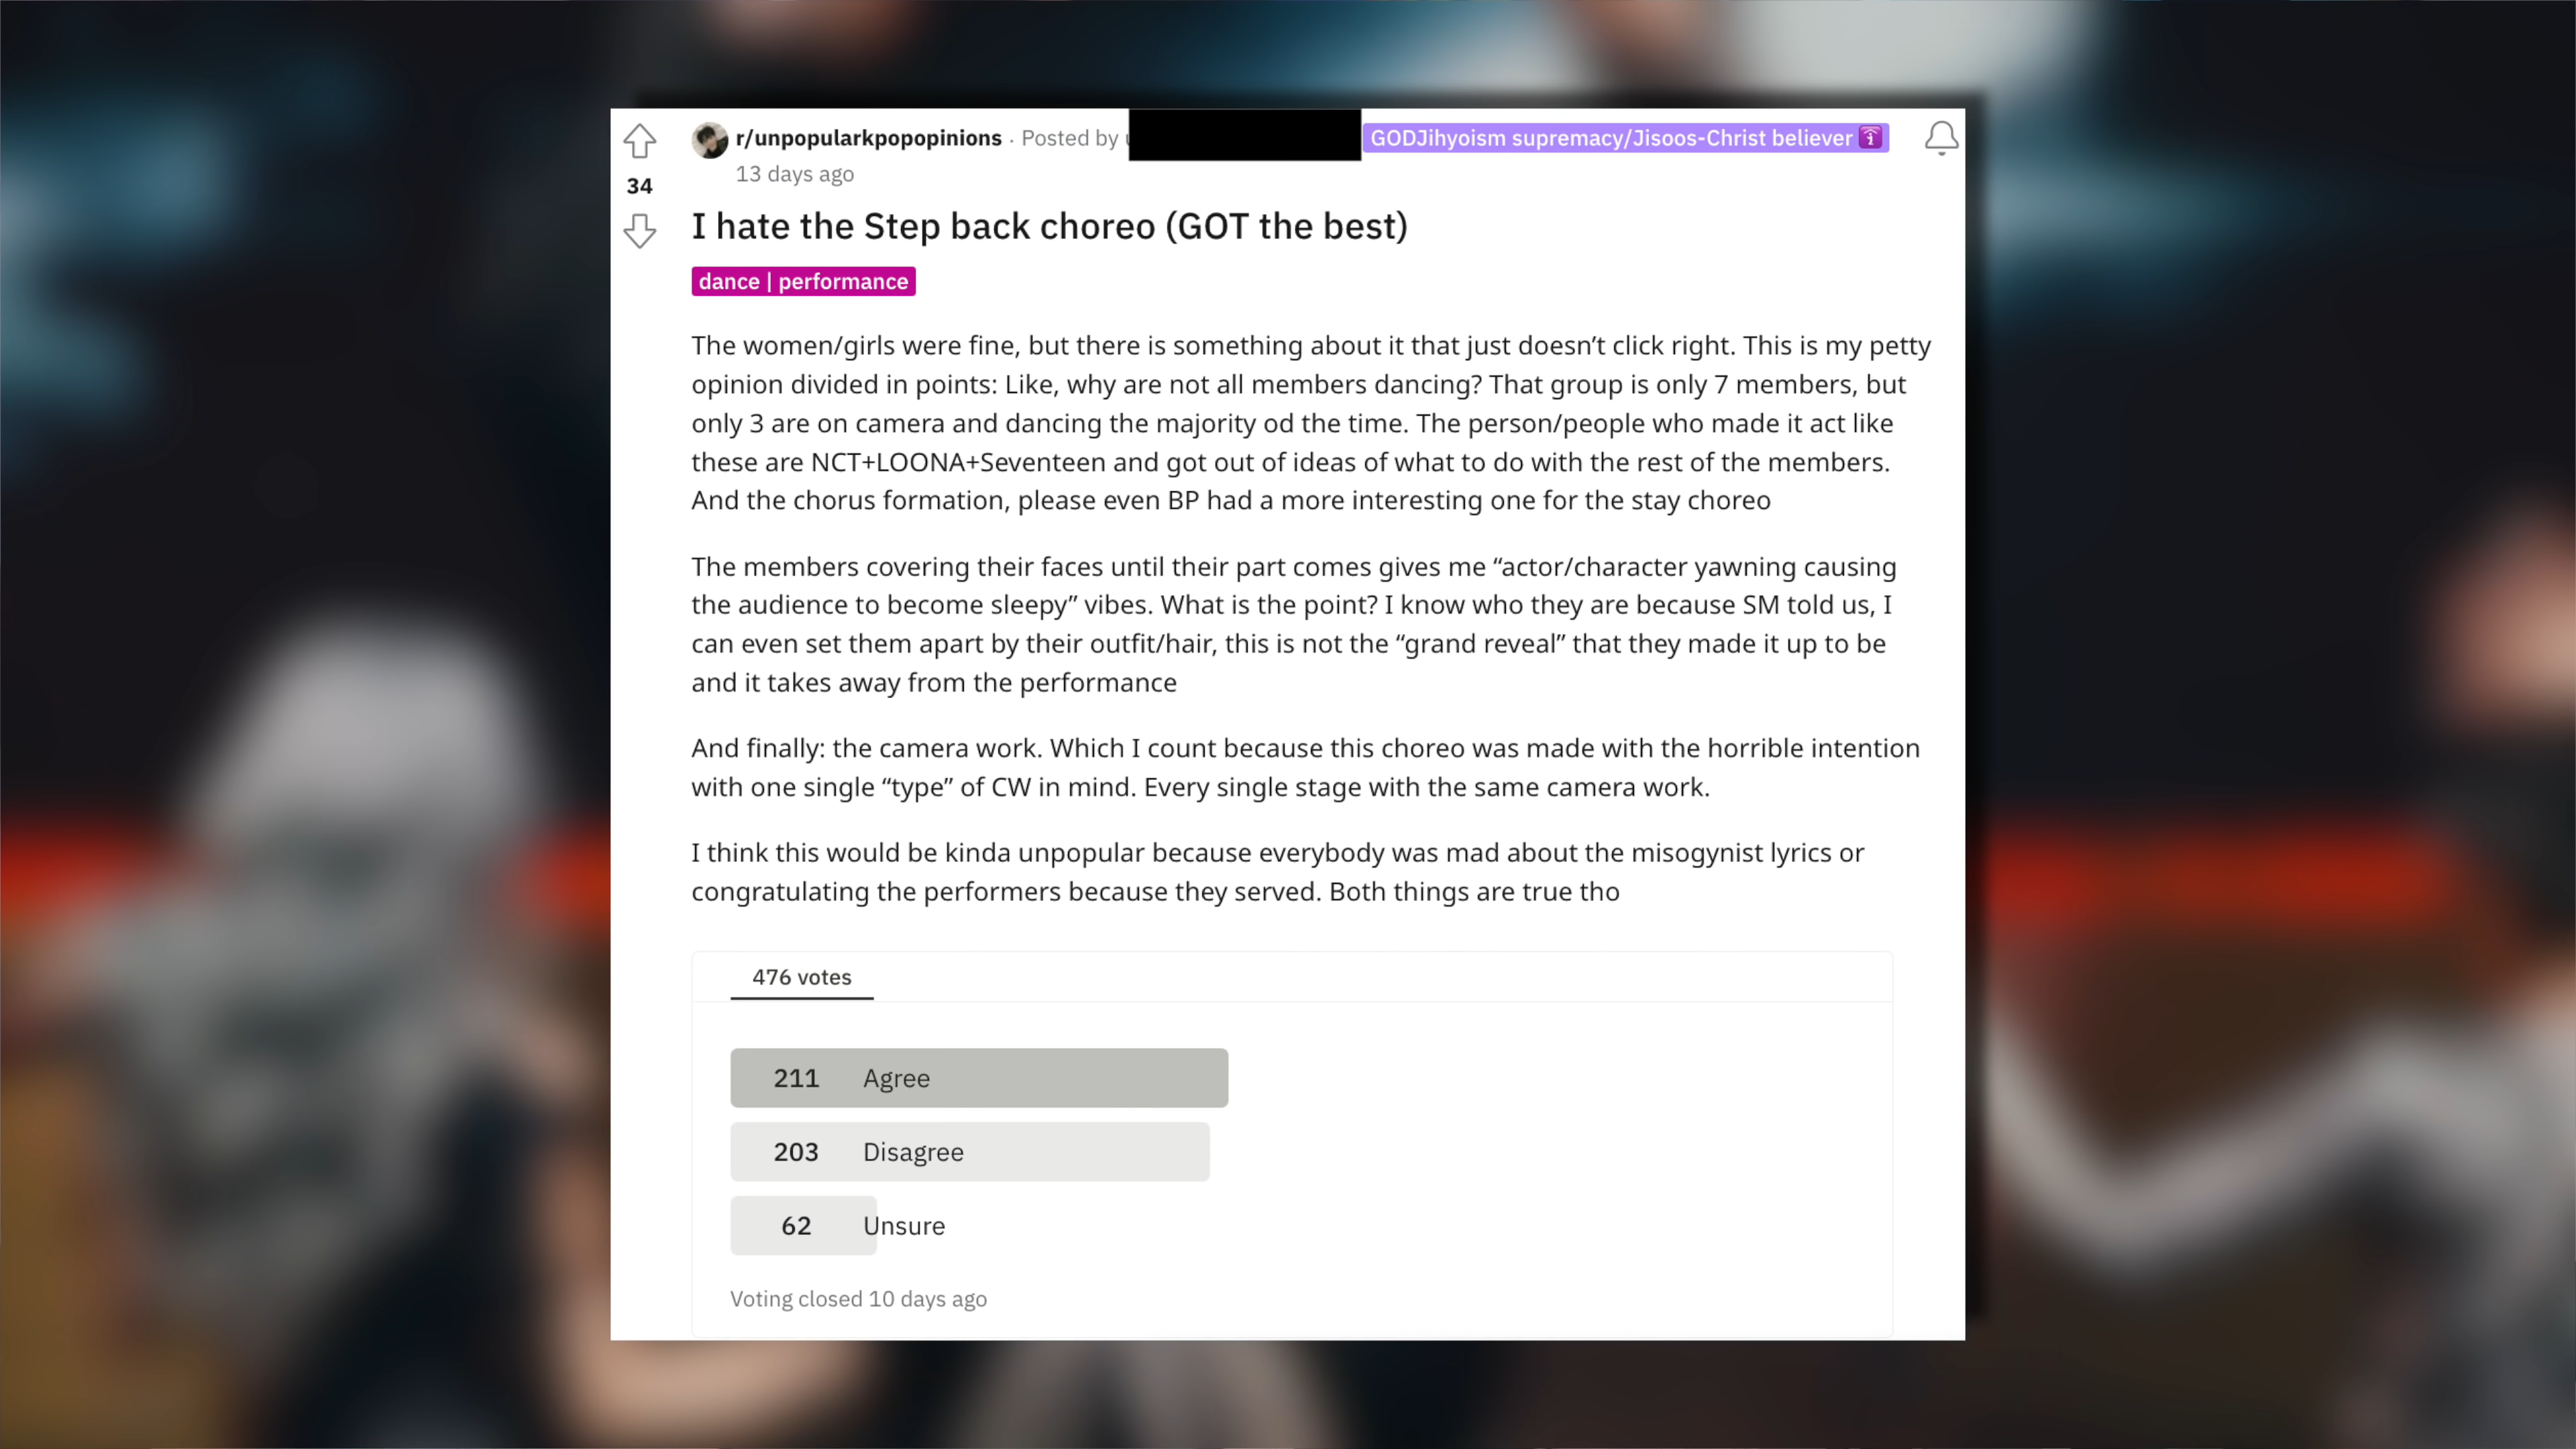 r/unpopularkpopopinions · Posted by
GODJihyoism supremacy/Jisoos-Christ believer
13 days ago
34
I hate the Step back choreo (GOT the best)
dance | performance
The women/girls were fine, but there is something about it that just doesn’t click right. This is my petty
opinion divided in points: Like, why are not all members dancing? That group is only 7 members, but
only 3 are on camera and dancing the majority od the time. The person/people who made it act like
these are NCT+LOONA+Seventeen and got out of ideas of what to do with the rest of the members.
And the chorus formation, please even BP had a more interesting one for the stay choreo
The members covering their faces until their part comes gives me “actor/character yawning causing
the audience to become sleepy” vibes. What is the point? I know who they are because SM told us, I
can even set them apart by their outfit/hair, this is not the “grand reveal” that they made it up to be
and it takes away from the performance
And finally: the camera work. Which I count because this choreo was made with the horrible intention
with one single “type” of CW in mind. Every single stage with the same camera work.
I think this would be kinda unpopular because everybody was mad about the misogynist lyrics or
congratulating the performers because they served. Both things are true tho
476 votes
211 Agree
203 Disagree
62 Unsure
Voting closed 10 days ago